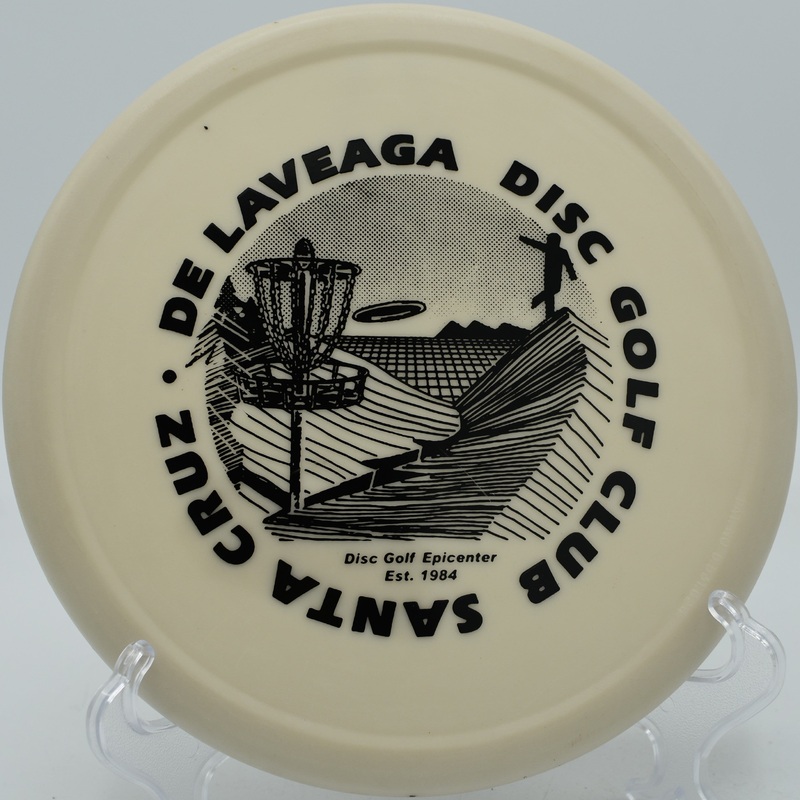 DE LAVEAGA DISC GOLF CLUB SANTA CRUZ •
Disc Golf Epicenter
Est. 1984